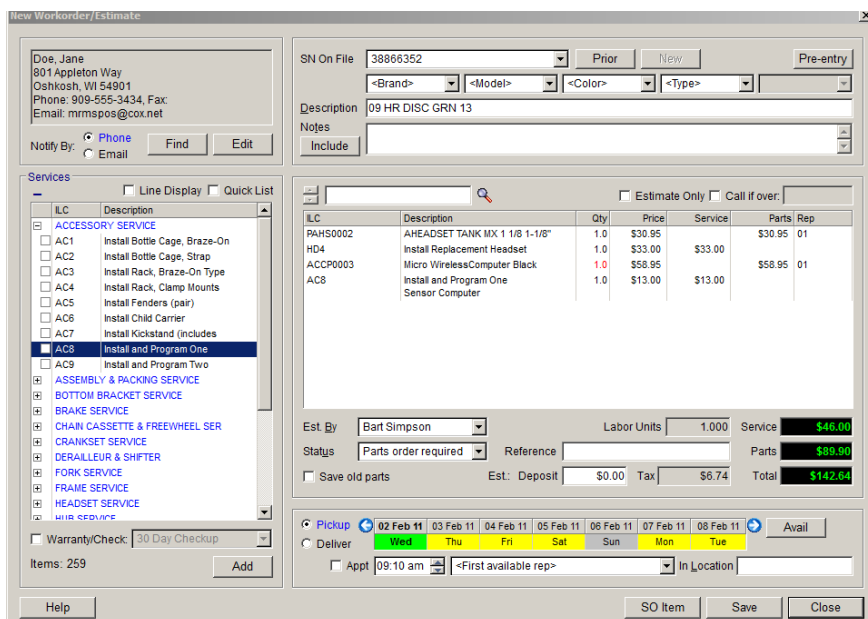 New Workorder/Estimate
Doe, Jane
801 Appleton Way
Oshkosh, WI 54901
Phone: 909-555-3434, Fax:
Email: mrmspos@cox.net
Notify By: Phone
Email
Find
Edit
SN On File 38866352 Prior New Pre-entry
<Brand> <Model> <Color> <Type>
Description 09 HR DISC GRN 13
Notes
Include
Services
Line Display Quick List
ILC Description
ACCESSORY SERVICE
AC1 Install Bottle Cage, Braze-On
AC2 Install Bottle Cage, Strap
AC3 Install Rack, Braze-On Type
AC4 Install Rack, Clamp Mounts
AC5 Install Fenders (pair)
AC6 Install Child Carrier
AC7 Install Kickstand (includes
AC8 Install and Program One
AC9 Install and Program Two
ASSEMBLY & PACKING SERVICE
BOTTOM BRACKET SERVICE
BRAKE SERVICE
CHAIN CASSETTE & FREEWHEEL SER
CRANKSET SERVICE
DERAILLEUR & SHIFTER
FORK SERVICE
FRAME SERVICE
HEADSET SERVICE
HUB SERVICE
Warranty/Check: 30 Day Checkup
Items: 259
Add
Estimate Only Call if over:
ILC Description Qty Price Service Parts Rep
PAHS0002 AHEADSET TANK MX 1 1/8 1-1/8" 1.0 $30.95 $30.95 01
HD4 Install Replacement Headset 1.0 $33.00 $33.00
ACCP0003 Micro WirelessComputer Black 1.0 $58.95 $58.95 01
AC8 Install and Program One 1.0 $13.00 $13.00
Sensor Computer
Est. By Bart Simpson Labor Units 1.000 Service $46.00
Status Parts order required Reference Parts $89.90
Save old parts Est.: Deposit $0.00 Tax $6.74 Total $142.64
Pickup 02 Feb 11 03 Feb 11 04 Feb 11 05 Feb 11 06 Feb 11 07 Feb 11 08 Feb 11 Avail
Deliver Wed Thu Fri Sat Sun Mon Tue
Appt 09:10 am <First available rep> In Location
Help
SO Item
Save
Close